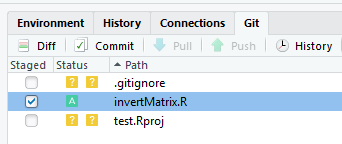 Environment History Connections Git
Diff Commit Pull Push History
Staged Status Path
? ? .gitignore
A invertMatrix.R
? ? test.Rproj